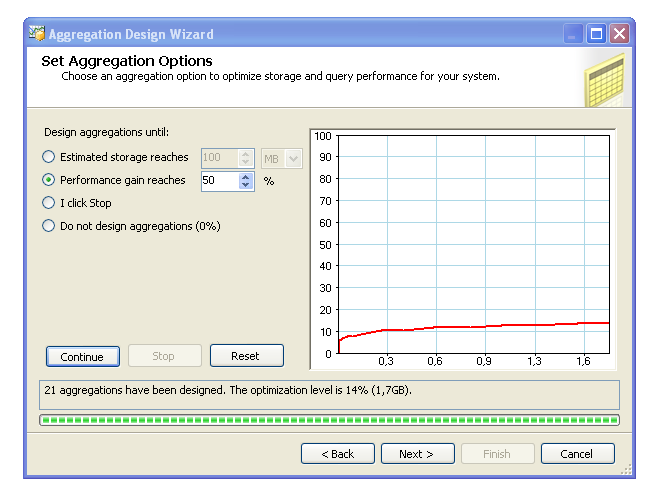 Aggregation Design Wizard
Set Aggregation Options
Choose an aggregation option to optimize storage and query performance for your system.
Design aggregations until:
Estimated storage reaches 100 MB
Performance gain reaches 50 %
I click Stop
Do not design aggregations (0%)
100
90
80
70
60
50
40
30
20
10
0
0,3 0,6 0,9 1,3 1,6
Continue Stop Reset
21 aggregations have been designed. The optimization level is 14% (1,7GB).
< Back Next > Finish Cancel